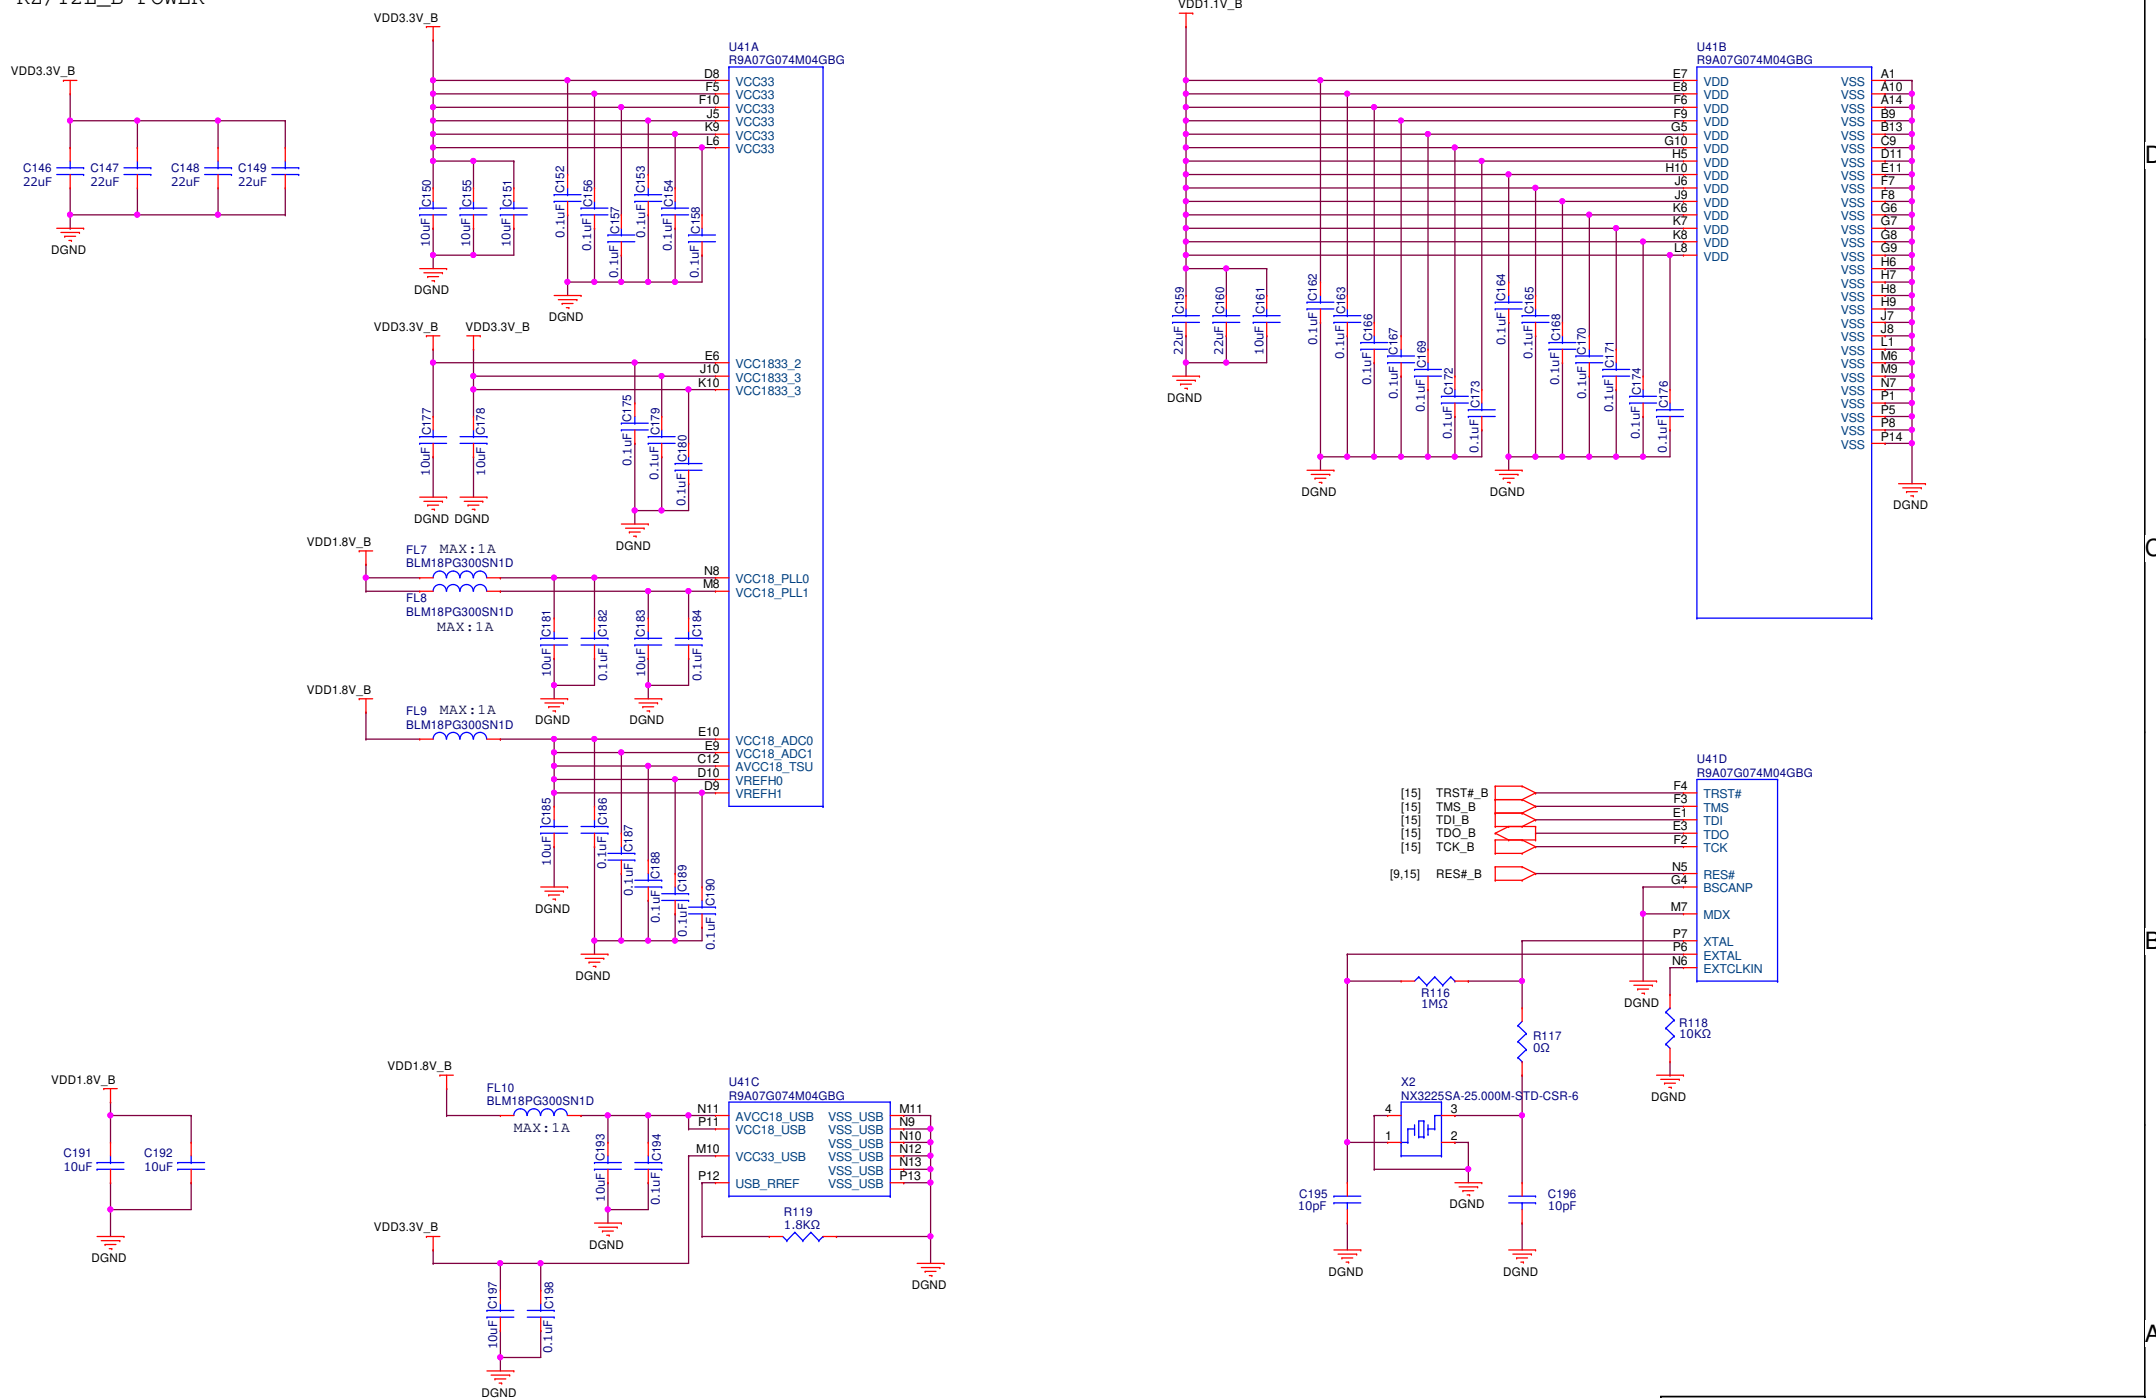 VDD3.3V_B
C146
22uF
C147
22uF
C148
22uF
C149
22uF
DGND
VDD3.3V_B
U41A
R9A07G074M04GBG
D8 VCC33
F5 VCC33
F10 VCC33
J5 VCC33
K9 VCC33
L6 VCC33
C150
10uF
C155
10uF
C151
10uF
C152
0.1uF
C156
0.1uF
C157
0.1uF
C153
0.1uF
C154
0.1uF
C158
0.1uF
DGND
DGND
VDD3.3V_B
VDD3.3V_B
E6 VCC1833_2
J10 VCC1833_3
K10 VCC1833_3
C177
10uF
C178
10uF
C175
0.1uF
C179
0.1uF
C180
0.1uF
DGND
DGND
DGND
VDD1.8V_B
FL7 MAX:1A
BLM18PG300SN1D
FL8
BLM18PG300SN1D
MAX:1A
N8 VCC18_PLL0
M8 VCC18_PLL1
C181
10uF
C182
0.1uF
C183
10uF
C184
0.1uF
DGND
DGND
VDD1.8V_B
FL9 MAX:1A
BLM18PG300SN1D
E10 VCC18_ADC0
E9 VCC18_ADC1
C12 AVCC18_TSU
D10 VREFH0
D9 VREFH1
C185
10uF
C186
0.1uF
C187
0.1uF
C188
0.1uF
C189
0.1uF
C190
0.1uF
DGND
DGND
VDD1.8V_B
C191
10uF
C192
10uF
DGND
VDD1.8V_B
FL10
BLM18PG300SN1D
MAX:1A
C193
10uF
C194
0.1uF
DGND
U41C
R9A07G074M04GBG
N11 AVCC18_USB VSS_USB M11
P11 VCC18_USB VSS_USB N9
VSS_USB N10
M10 VCC33_USB VSS_USB N12
VSS_USB N13
P12 USB_RREF VSS_USB P13
R119
1.8KΩ
DGND
VDD3.3V_B
C197
10uF
C198
0.1uF
DGND
VDD1.1V_B
U41B
R9A07G074M04GBG
E7 VDD VSS A1
E8 VDD VSS A10
F6 VDD VSS A14
F9 VDD VSS B9
G5 VDD VSS B13
G10 VDD VSS C9
H5 VDD VSS D11
H10 VDD VSS E11
J6 VDD VSS F7
J9 VDD VSS F8
K6 VDD VSS G6
K7 VDD VSS G7
K8 VDD VSS G8
L8 VDD VSS G9
VSS H6
VSS H7
VSS H8
VSS H9
VSS J7
VSS J8
VSS L1
VSS M6
VSS M9
VSS N7
VSS P1
VSS P5
VSS P8
VSS P14
C159
22uF
C160
22uF
C161
10uF
DGND
C162
0.1uF
C163
0.1uF
C166
0.1uF
C167
0.1uF
C169
0.1uF
C172
0.1uF
C173
0.1uF
C164
0.1uF
C165
0.1uF
C168
0.1uF
C170
0.1uF
C171
0.1uF
C174
0.1uF
C176
0.1uF
DGND
DGND
DGND
U41D
R9A07G074M04GBG
[15] TRST#_B F4 TRST#
[15] TMS_B F3 TMS
[15] TDI_B E1 TDI
[15] TDO_B E3 TDO
[15] TCK_B F2 TCK
[9,15] RES#_B N5 RES#
G4 BSCANP
M7 MDX
P7 XTAL
P6 EXTAL
N6 EXTCLKIN
DGND
R116
1MΩ
R117
0Ω
R118
10KΩ
DGND
X2
NX3225SA-25.000M-STD-CSR-6
4 3
1 2
DGND
C195
10pF
C196
10pF
DGND
DGND
B